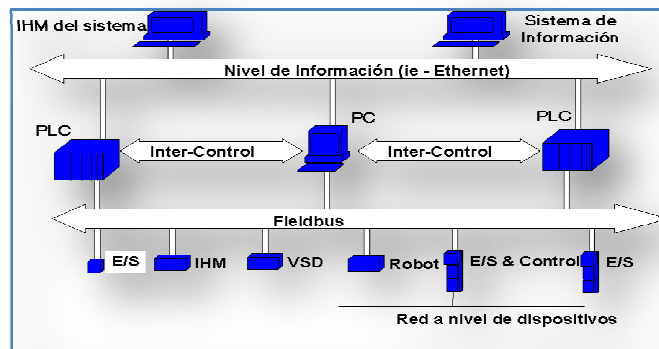 IHM del sistema
Sistema de
Información
Nivel de Información (ie - Ethernet)
PLC
PC
PLC
Inter-Control
Inter-Control
Fieldbus
E/S
IHM
VSD
Robot
E/S & Control
E/S
Red a nivel de dispositivos